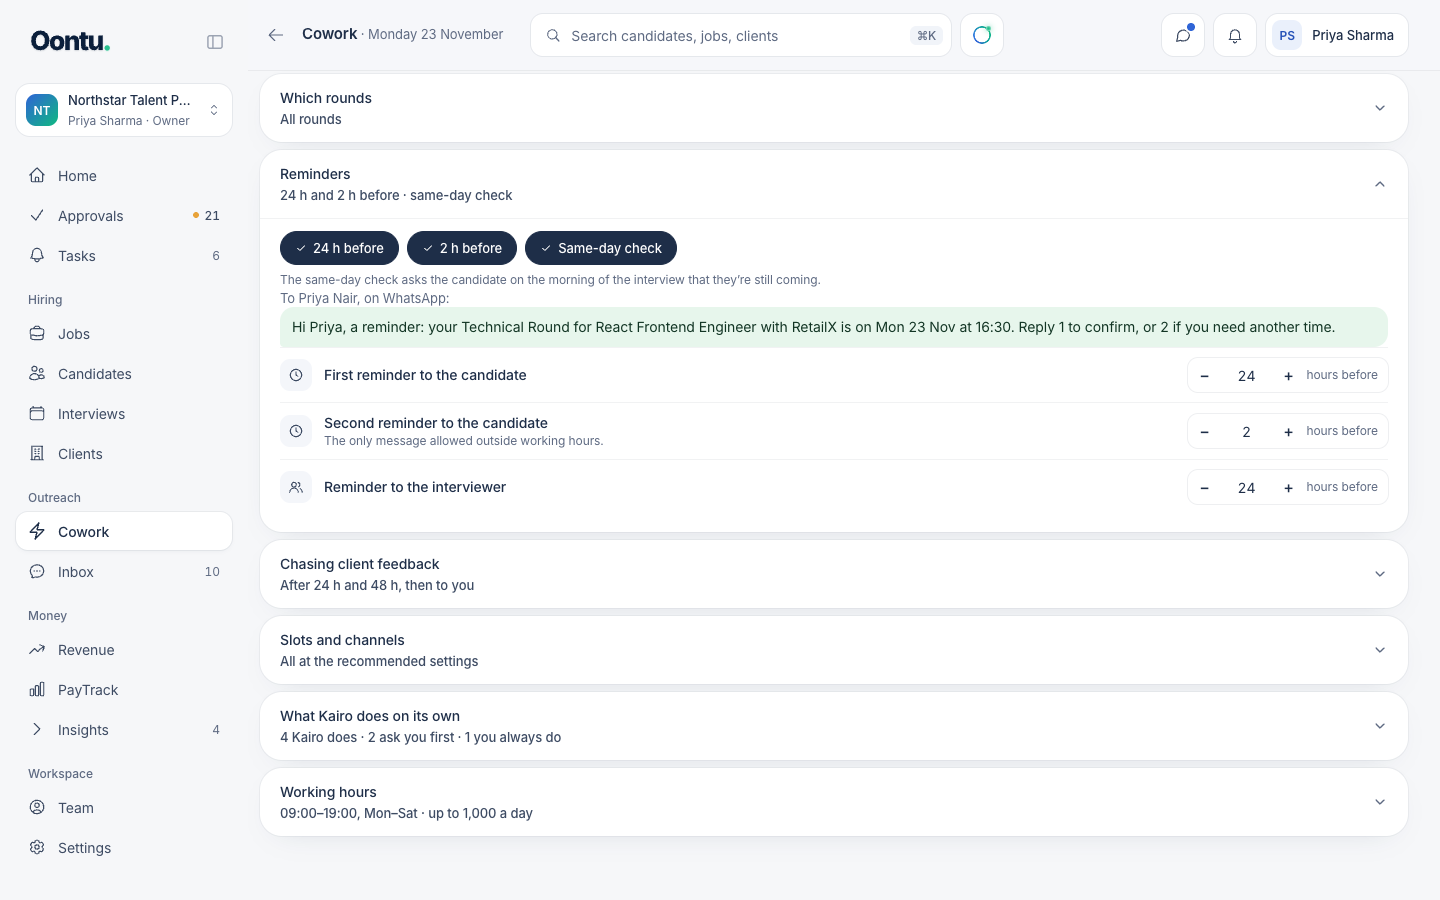 Oontu.
Cowork · Monday 23 November
Search candidates, jobs, clients
⌘K
PS
Priya Sharma
NT
Northstar Talent P...
Priya Sharma · Owner
Home
Approvals
21
Tasks
6
Hiring
Jobs
Candidates
Interviews
Clients
Outreach
Cowork
Inbox
10
Money
Revenue
PayTrack
Insights
4
Workspace
Team
Settings
Which rounds
All rounds
Reminders
24 h and 2 h before · same-day check
24 h before
2 h before
Same-day check
The same-day check asks the candidate on the morning of the interview that they’re still coming.
To Priya Nair, on WhatsApp:
Hi Priya, a reminder: your Technical Round for React Frontend Engineer with RetailX is on Mon 23 Nov at 16:30. Reply 1 to confirm, or 2 if you need another time.
First reminder to the candidate
− 24 + hours before
Second reminder to the candidate
The only message allowed outside working hours.
− 2 + hours before
Reminder to the interviewer
− 24 + hours before
Chasing client feedback
After 24 h and 48 h, then to you
Slots and channels
All at the recommended settings
What Kairo does on its own
4 Kairo does · 2 ask you first · 1 you always do
Working hours
09:00–19:00, Mon–Sat · up to 1,000 a day